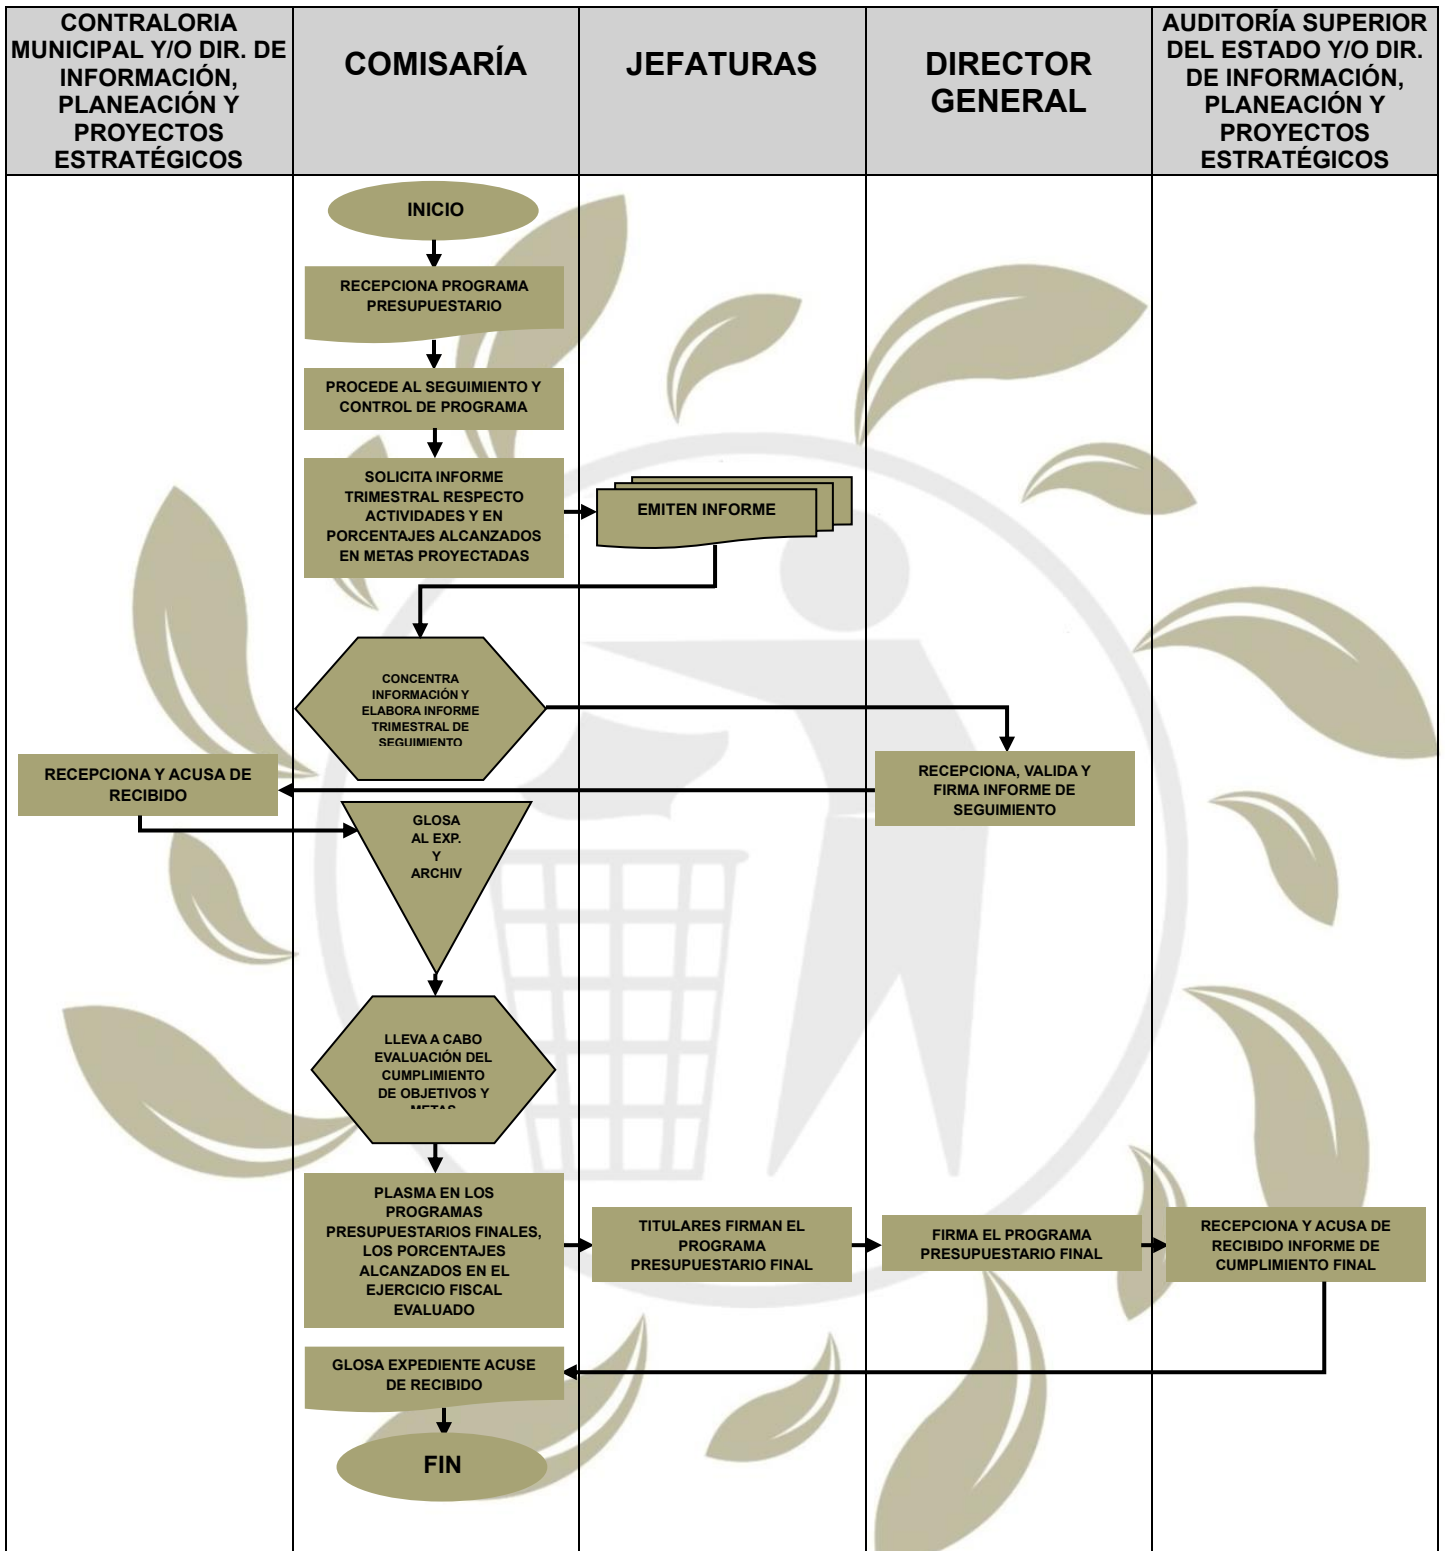 CONTRALORIA
MUNICIPAL Y/O DIR. DE
INFORMACIÓN,
PLANEACIÓN Y
PROYECTOS
ESTRATÉGICOS
COMISARÍA
JEFATURAS
DIRECTOR
GENERAL
AUDITORÍA SUPERIOR
DEL ESTADO Y/O DIR.
DE INFORMACIÓN,
PLANEACIÓN Y
PROYECTOS
ESTRATÉGICOS
INICIO
RECEPCIONA PROGRAMA
PRESUPUESTARIO
PROCEDE AL SEGUIMIENTO Y
CONTROL DE PROGRAMA
SOLICITA INFORME
TRIMESTRAL RESPECTO
ACTIVIDADES Y EN
PORCENTAJES ALCANZADOS
EN METAS PROYECTADAS
EMITEN INFORME
CONCENTRA
INFORMACIÓN Y
ELABORA INFORME
TRIMESTRAL DE
SEGUIMIENTO
RECEPCIONA, VALIDA Y
FIRMA INFORME DE
SEGUIMIENTO
RECEPCIONA Y ACUSA DE
RECIBIDO
GLOSA
AL EXP.
Y
ARCHIV
LLEVA A CABO
EVALUACIÓN DEL
CUMPLIMIENTO
DE OBJETIVOS Y
METAS
PLASMA EN LOS
PROGRAMAS
PRESUPUESTARIOS FINALES,
LOS PORCENTAJES
ALCANZADOS EN EL
EJERCICIO FISCAL
EVALUADO
TITULARES FIRMAN EL
PROGRAMA
PRESUPUESTARIO FINAL
FIRMA EL PROGRAMA
PRESUPUESTARIO FINAL
RECEPCIONA Y ACUSA DE
RECIBIDO INFORME DE
CUMPLIMIENTO FINAL
GLOSA EXPEDIENTE ACUSE
DE RECIBIDO
FIN